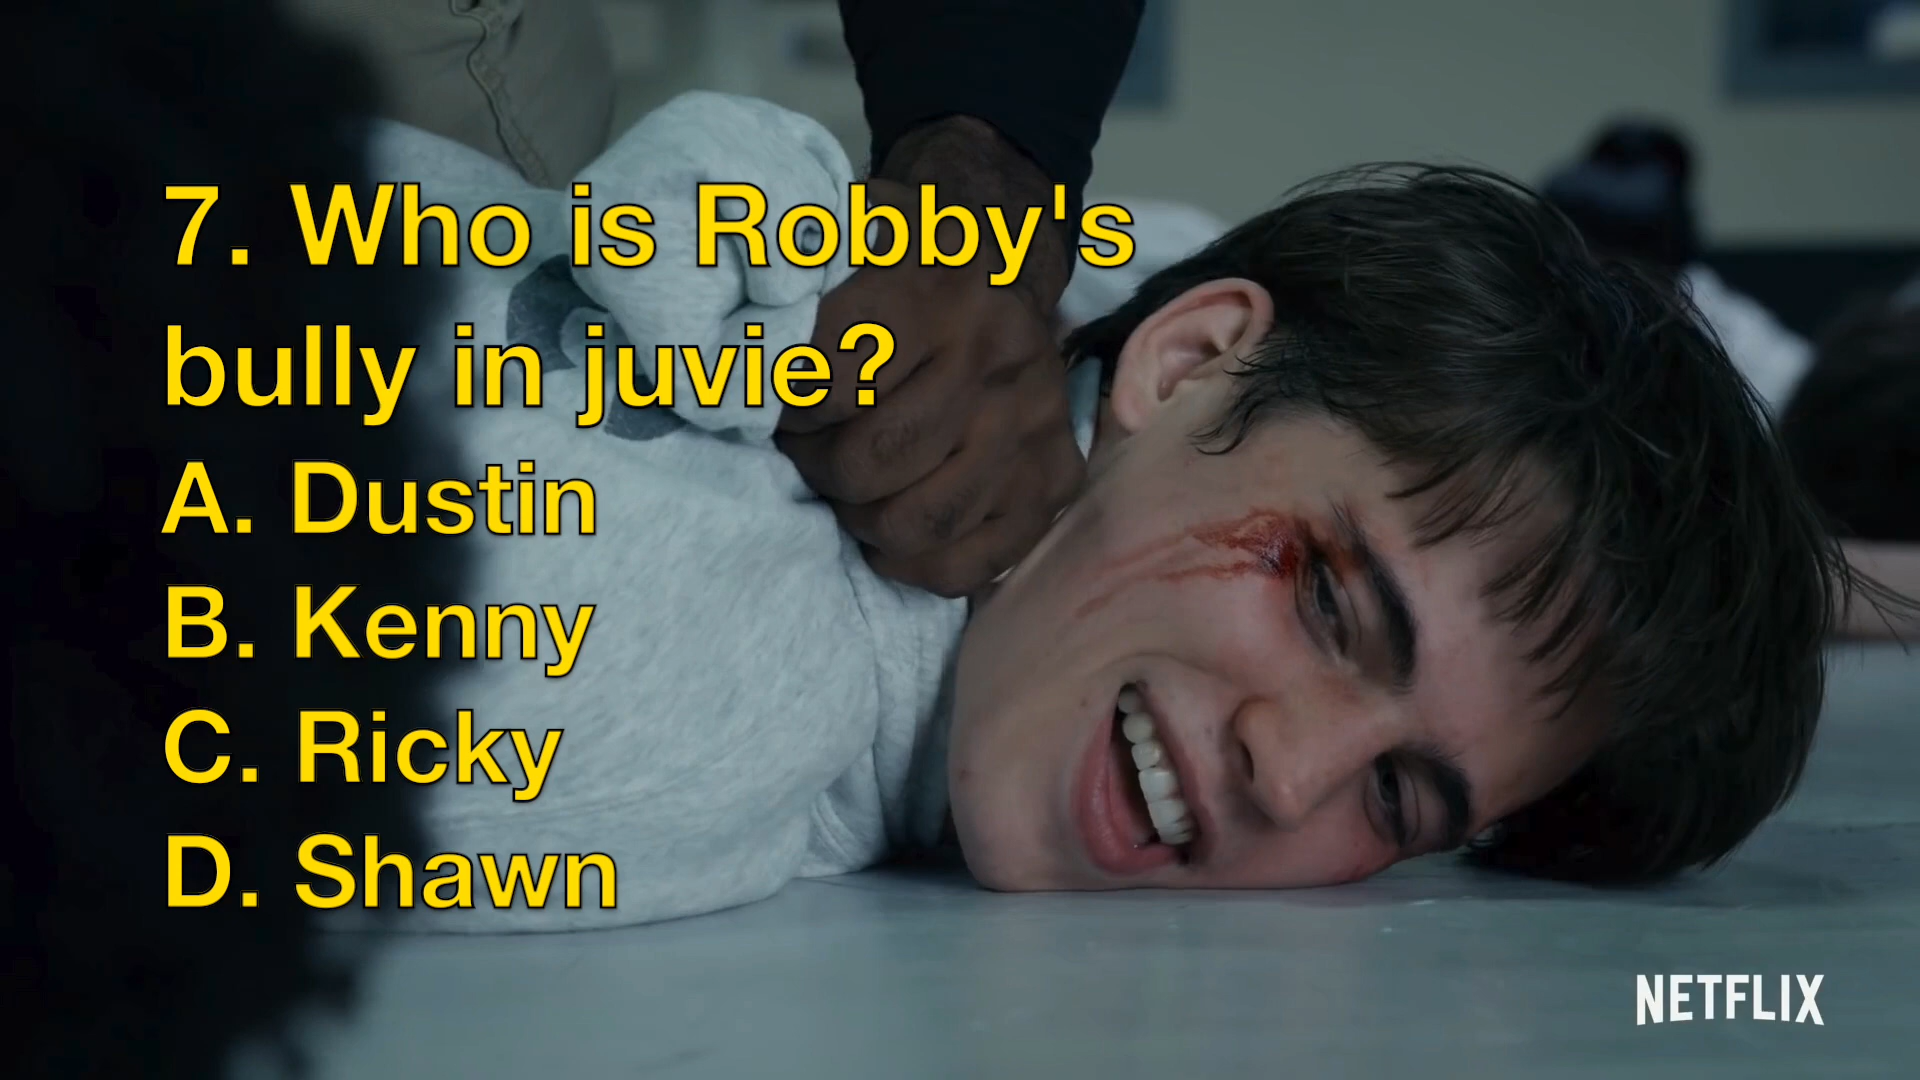 7. Who is Robby's
bully in juvie?
A. Dustin
B. Kenny
C. Ricky
D. Shawn
NETFLIX